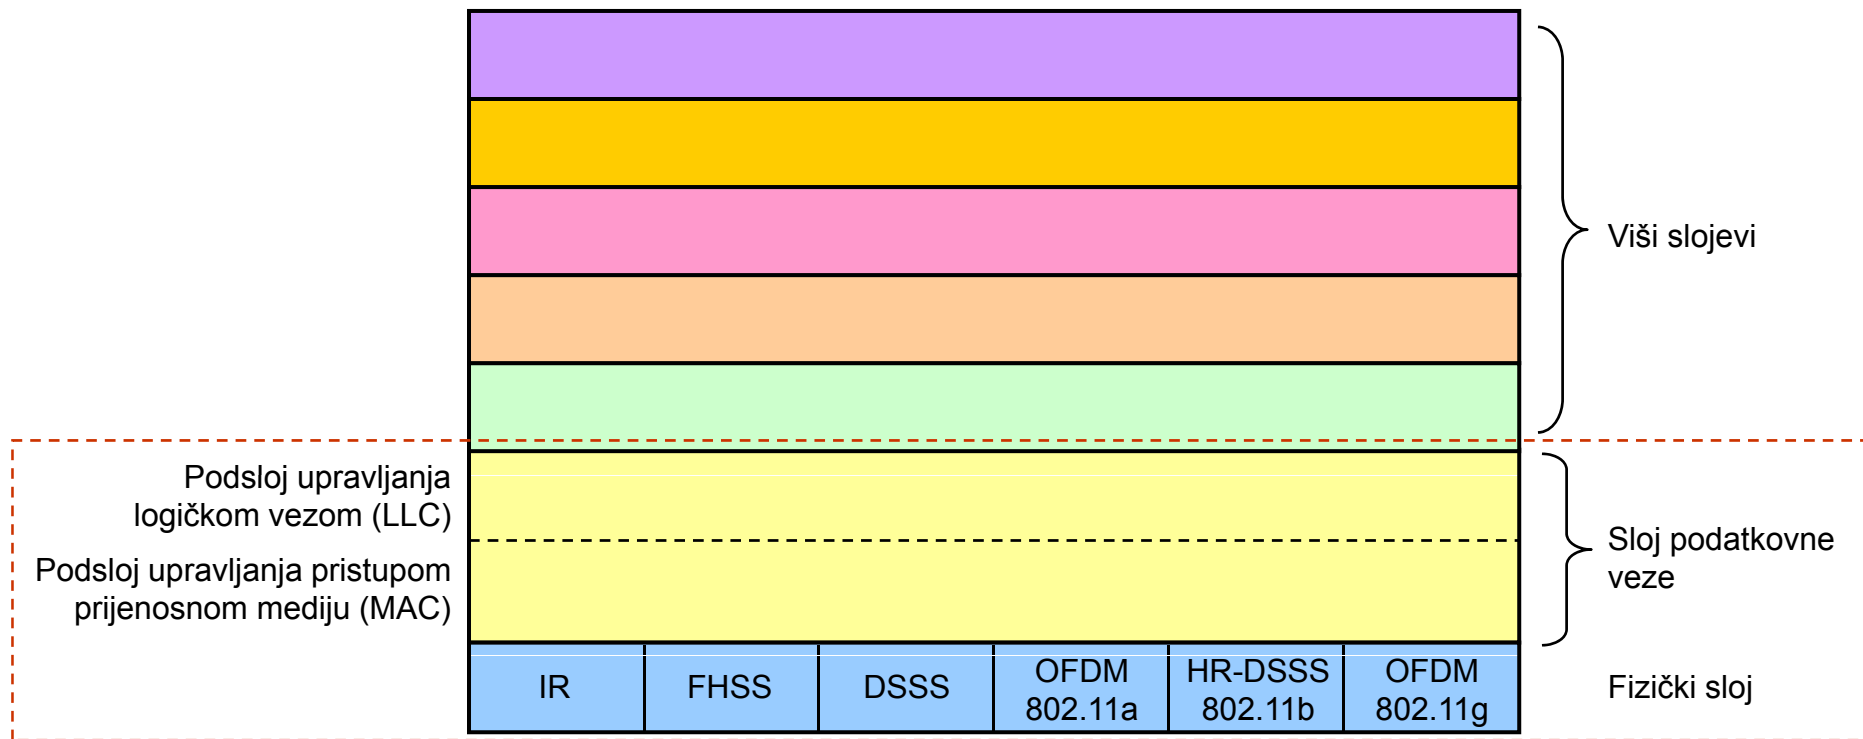 Viši slojevi
Podsloj upravljanja
logičkom vezom (LLC)
Podsloj upravljanja pristupom
prijenosnom mediju (MAC)
Sloj podatkovne
veze
IR
FHSS
DSSS
OFDM
802.11a
HR-DSSS
802.11b
OFDM
802.11g
Fizički sloj